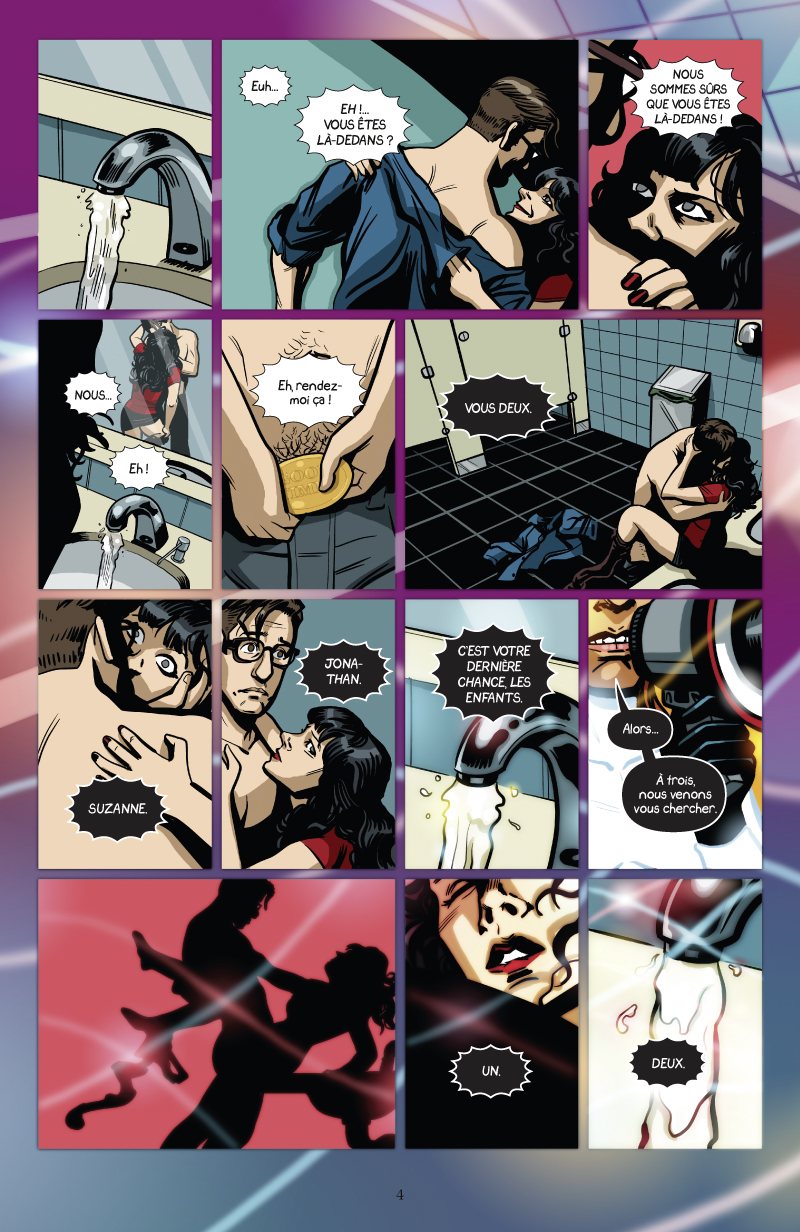 Euh...
EH !...
VOUS ÊTES
LÀ-DEDANS ?
NOUS
SOMMES SÛRS
QUE VOUS ÊTES
LÀ-DEDANS !
NOUS...
Eh !
Eh, rendez-
moi ça !
VOUS DEUX.
SUZANNE.
JONA-
THAN.
C'EST VOTRE
DERNIÈRE
CHANCE, LES
ENFANTS.
Alors...
À trois,
nous venons
vous chercher.
UN.
DEUX.
4